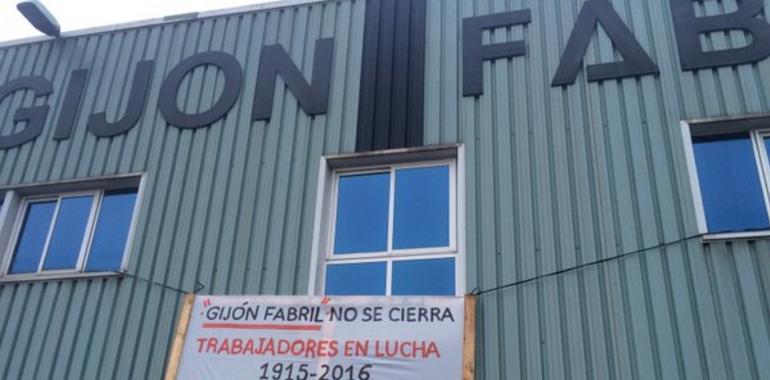 GIJON FAB
"GIJÓN FABRIL" NO SE CIERRA
TRABAJADORES EN LUCHA
1915-2016